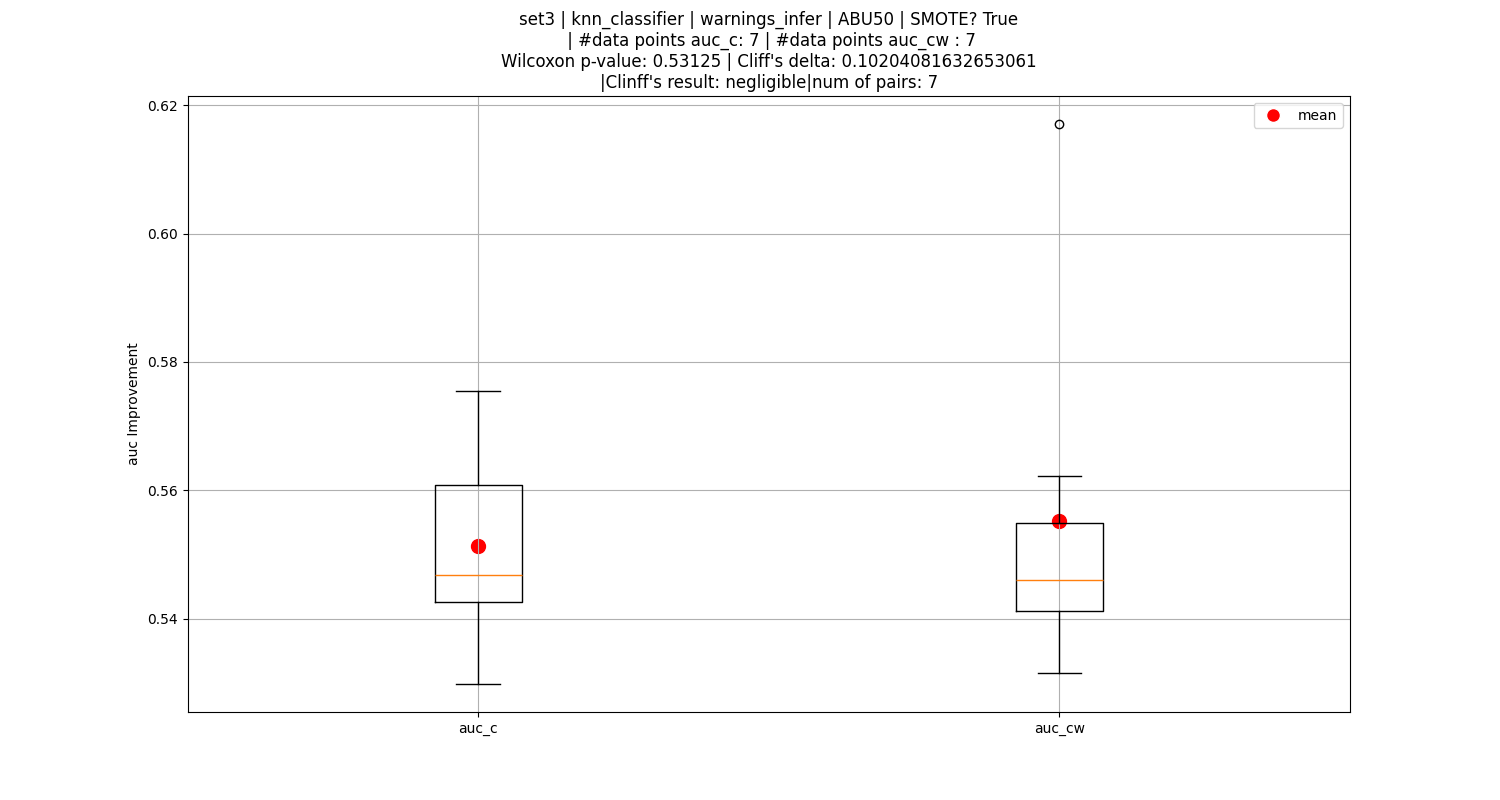 set3 | knn_classifier | warnings_infer | ABU50 | SMOTE? True
| #data points auc_c: 7 | #data points auc_cw : 7
Wilcoxon p-value: 0.53125 | Cliff's delta: 0.10204081632653061
|Clinff's result: negligible|num of pairs: 7
mean
0.62
0.60
0.58
0.56
0.54
auc Improvement
auc_c
auc_cw